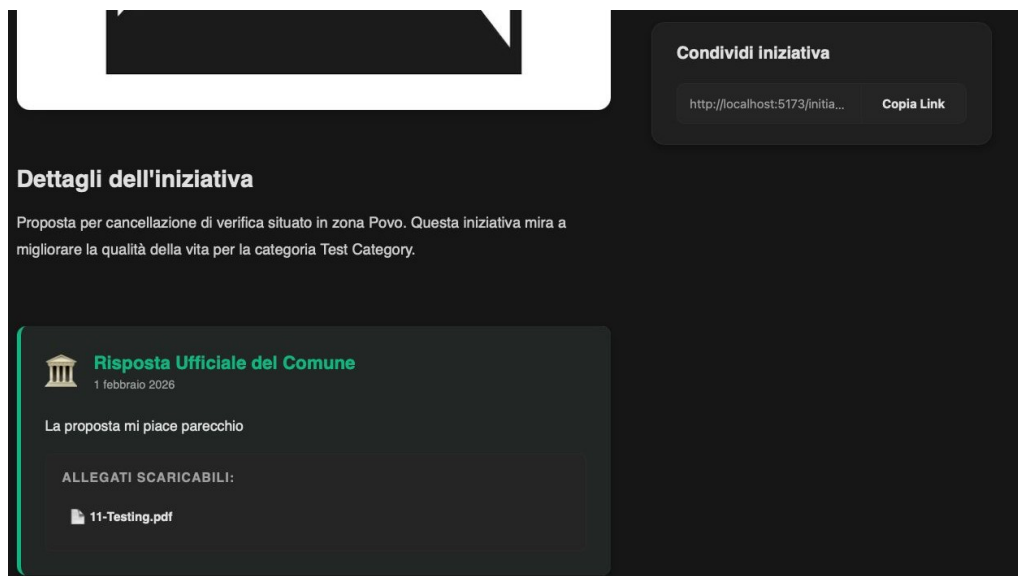 Condividi iniziativa
http://localhost:5173/initia...
Copia Link
Dettagli dell'iniziativa
Proposta per cancellazione di verifica situato in zona Povo. Questa iniziativa mira a
migliorare la qualità della vita per la categoria Test Category.
Risposta Ufficiale del Comune
1 febbraio 2026
La proposta mi piace parecchio
ALLEGATI SCARICABILI:
11-Testing.pdf